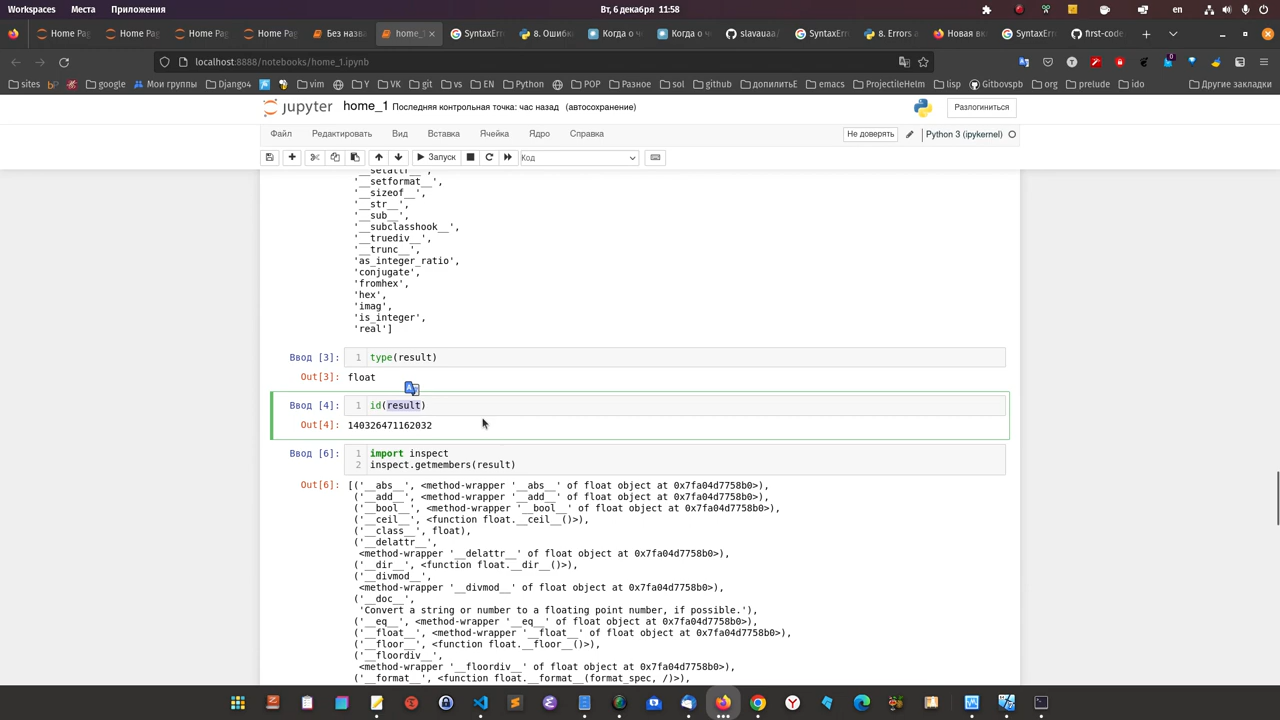 Workspaces Места Приложения Вт, 6 декабря 11:58 en
Home Pag Home Pag Home Pag Home Pag Без назва home_1 SyntaxErr 8. Ошибки Когда о ч Когда о ч slavauaa/ SyntaxErr 8. Errors a Новая вк SyntaxErr first-code
localhost:8888/notebooks/home_1.ipynb
sites b google Мои группы Django4 Y VK git vs EN Python POP Разное sol github допилитьЕ emacs ProjectileHelm lisp Gitbovspb vim org prelude ido Другие закладки
jupyter home_1 Последняя контрольная точка: час назад (автосохранение) Разлогиниться
Файл Редактировать Вид Вставка Ячейка Ядро Справка Не доверять Python 3 (ipykernel)
Запуск Код
'__setattr__',
'__setformat__',
'__sizeof__',
'__str__',
'__sub__',
'__subclasshook__',
'__truediv__',
'__trunc__',
'as_integer_ratio',
'conjugate',
'fromhex',
'hex',
'imag',
'is_integer',
'real']
Ввод [3]: 1 type(result)
Out[3]: float
Ввод [4]: 1 id(result)
Out[4]: 140326471162032
Ввод [6]: 1 import inspect
2 inspect.getmembers(result)
Out[6]: [('__abs__', <method-wrapper '__abs__' of float object at 0x7fa04d7758b0>),
('__add__', <method-wrapper '__add__' of float object at 0x7fa04d7758b0>),
('__bool__', <method-wrapper '__bool__' of float object at 0x7fa04d7758b0>),
('__ceil__', <function float.__ceil__()>),
('__class__', float),
('__delattr__',
<method-wrapper '__delattr__' of float object at 0x7fa04d7758b0>),
('__dir__', <function float.__dir__()>),
('__divmod__',
<method-wrapper '__divmod__' of float object at 0x7fa04d7758b0>),
('__doc__',
'Convert a string or number to a floating point number, if possible.'),
('__eq__', <method-wrapper '__eq__' of float object at 0x7fa04d7758b0>),
('__float__', <method-wrapper '__float__' of float object at 0x7fa04d7758b0>),
('__floor__', <function float.__floor__()>),
('__floordiv__',
<method-wrapper '__floordiv__' of float object at 0x7fa04d7758b0>),
('__format__', <function float.__format__(format_spec, /)>),